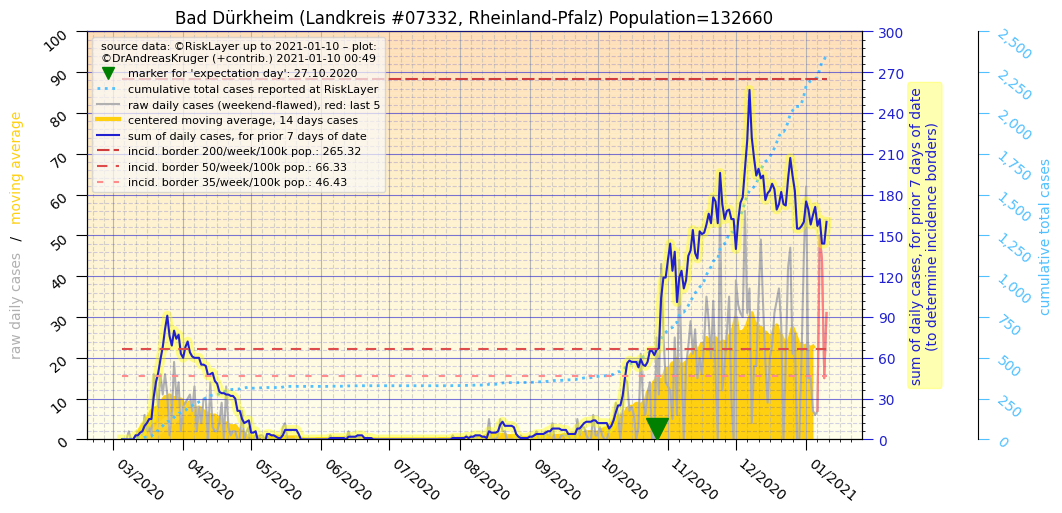 Bad Dürkheim (Landkreis #07332, Rheinland-Pfalz) Population=132660
source data: ©RiskLayer up to 2021-01-10 – plot:
©DrAndreasKruger (+contrib.) 2021-01-10 00:49
marker for 'expectation day': 27.10.2020
cumulative total cases reported at RiskLayer
raw daily cases (weekend-flawed), red: last 5
centered moving average, 14 days cases
sum of daily cases, for prior 7 days of date
incid. border 200/week/100k pop.: 265.32
incid. border 50/week/100k pop.: 66.33
incid. border 35/week/100k pop.: 46.43
raw daily cases / moving average
100
90
80
70
60
50
40
30
20
10
0
03/2020
04/2020
05/2020
06/2020
07/2020
08/2020
09/2020
10/2020
11/2020
12/2020
01/2021
300
270
240
210
180
150
120
90
60
30
0
sum of daily cases, for prior 7 days of date
(to determine incidence borders)
2,500
2,250
2,000
1,750
1,500
1,250
1,000
750
500
250
0
cumulative total cases